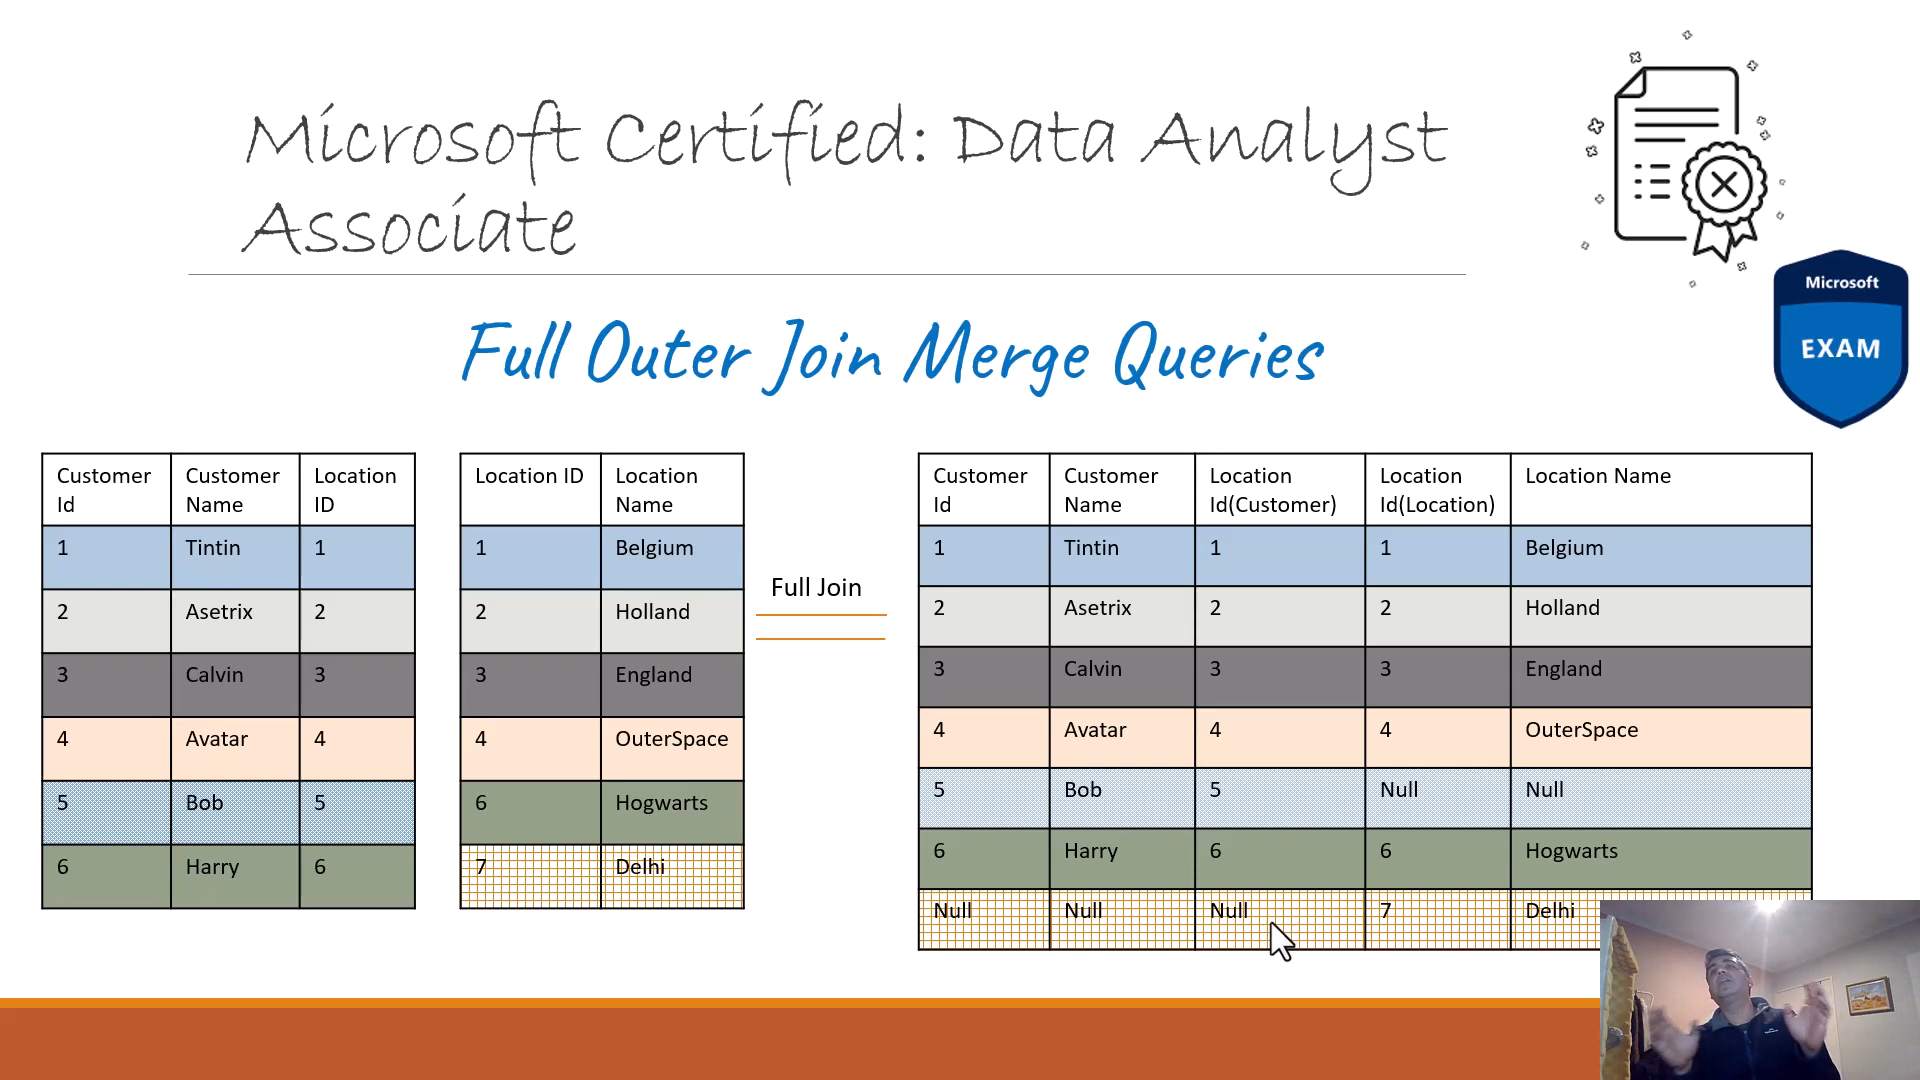 Microsoft Certified: Data Analyst
Associate
Microsoft
EXAM
Full Outer Join Merge Queries
Customer Id Customer Name Location ID
1 Tintin 1
2 Asetrix 2
3 Calvin 3
4 Avatar 4
5 Bob 5
6 Harry 6
Location ID Location Name
1 Belgium
2 Holland
3 England
4 OuterSpace
6 Hogwarts
7 Delhi
Full Join
Customer Id Customer Name Location Id(Customer) Location Id(Location) Location Name
1 Tintin 1 1 Belgium
2 Asetrix 2 2 Holland
3 Calvin 3 3 England
4 Avatar 4 4 OuterSpace
5 Bob 5 Null Null
6 Harry 6 6 Hogwarts
Null Null Null 7 Delhi